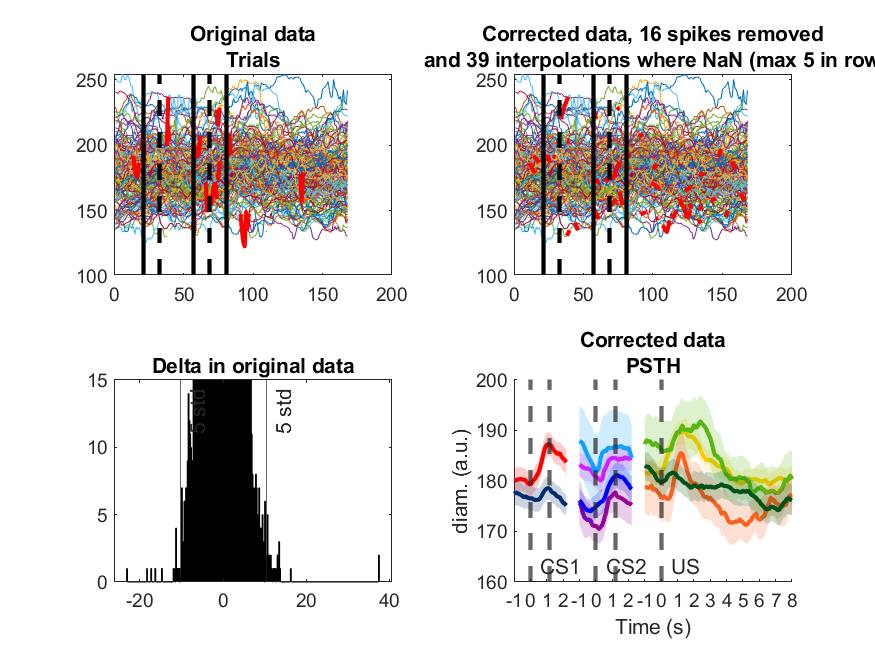 Original data
Trials
250
200
150
100
0 50 100 150 200
Corrected data, 16 spikes removed
and 39 interpolations where NaN (max 5 in row
250
200
150
100
0 50 100 150 200
Delta in original data
15
10
5
0
5 std
5 std
-20 0 20 40
Corrected data
PSTH
200
190
180
170
160
diam. (a.u.)
CS1 CS2 US
-1 0 1 2 -1 0 1 2 -1 0 1 2 3 4 5 6 7 8
Time (s)